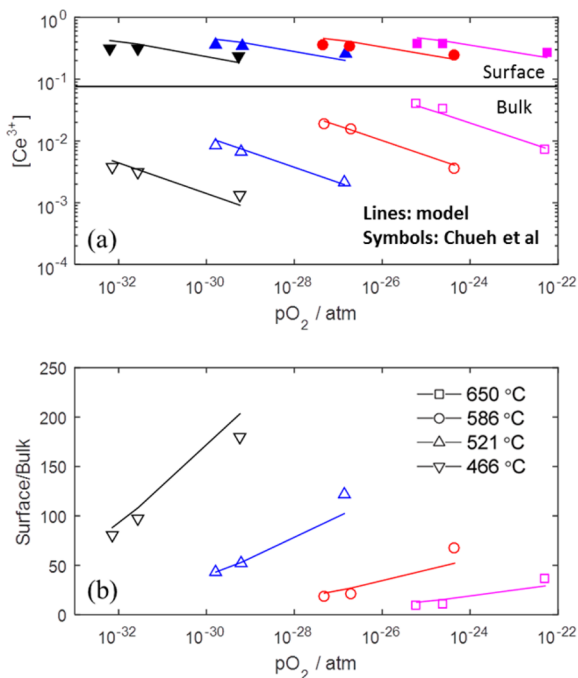 10⁰
10⁻¹
10⁻²
10⁻³
10⁻⁴
[Ce³⁺]
Surface
Bulk
Lines: model
Symbols: Chueh et al
(a)
10⁻³² 10⁻³⁰ 10⁻²⁸ 10⁻²⁶ 10⁻²⁴ 10⁻²²
pO₂ / atm
250
200
150
100
50
0
Surface/Bulk
650 °C
586 °C
521 °C
466 °C
(b)
10⁻³² 10⁻³⁰ 10⁻²⁸ 10⁻²⁶ 10⁻²⁴ 10⁻²²
pO₂ / atm